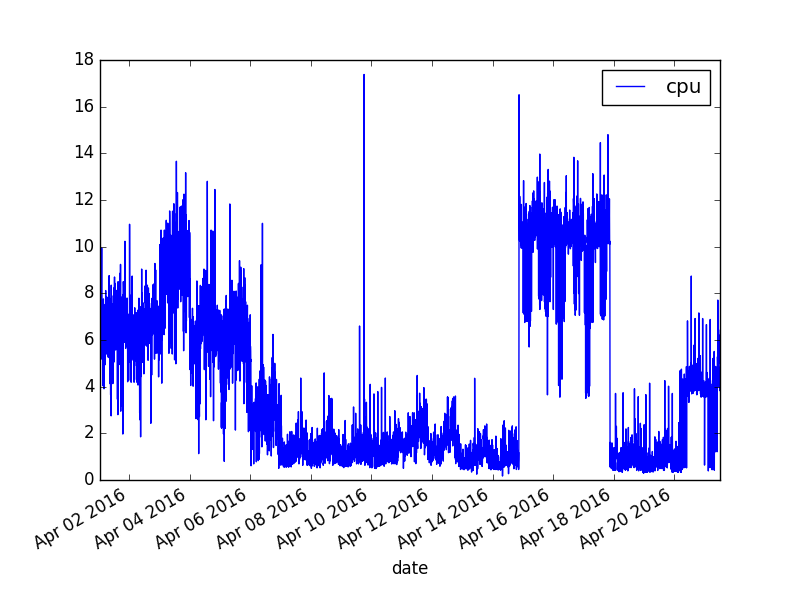 18
16
14
12
10
8
6
4
2
0
cpu
Apr 02 2016
Apr 04 2016
Apr 06 2016
Apr 08 2016
Apr 10 2016
Apr 12 2016
Apr 14 2016
Apr 16 2016
Apr 18 2016
Apr 20 2016
date